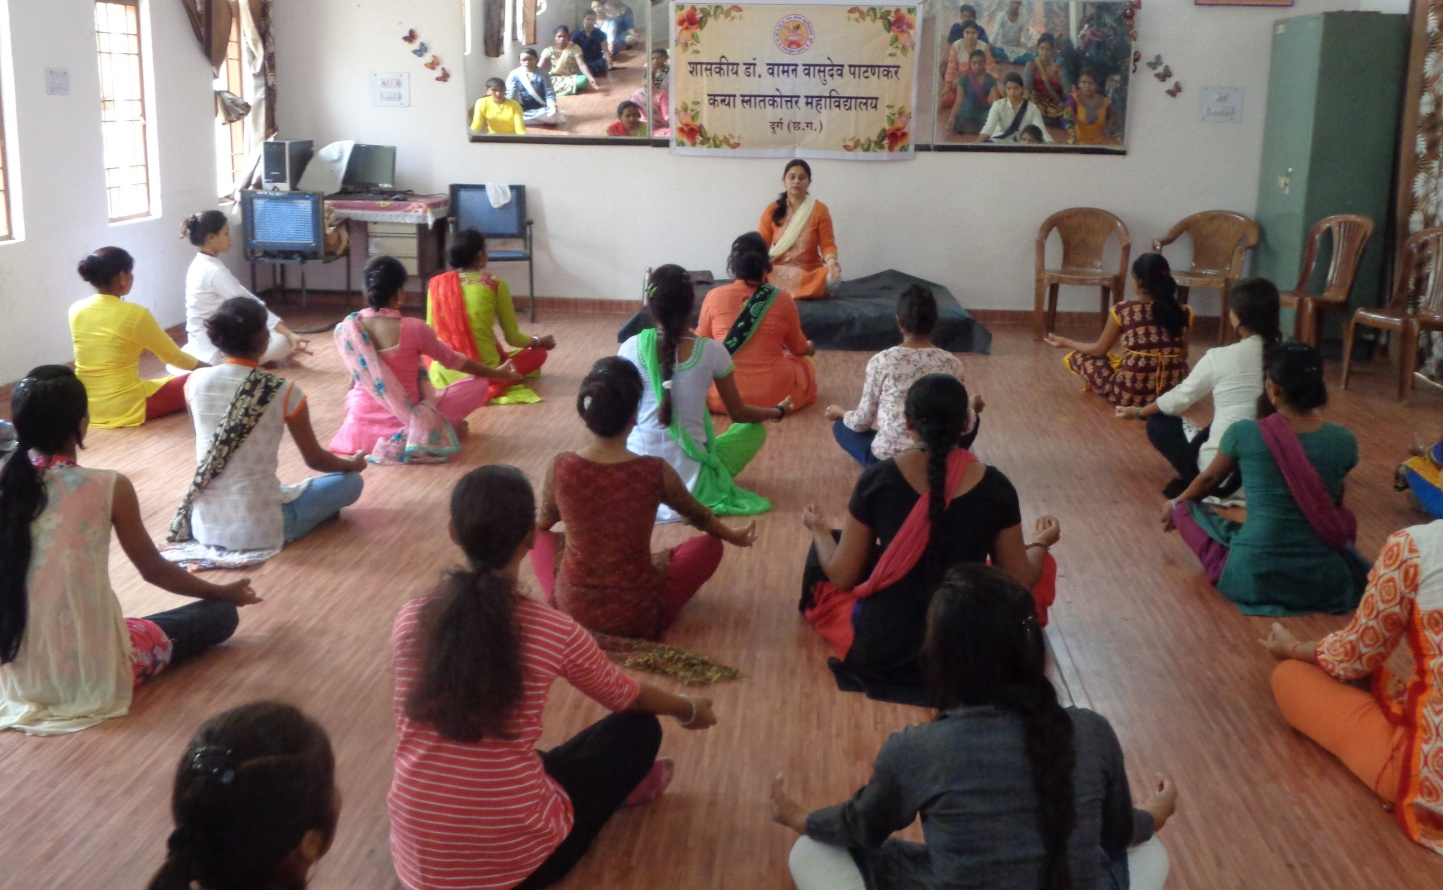 शासकीय डॉ. वामन वासुदेव पाटणकर
कन्या स्नातकोत्तर महाविद्यालय
दुर्ग (छ.ग.)